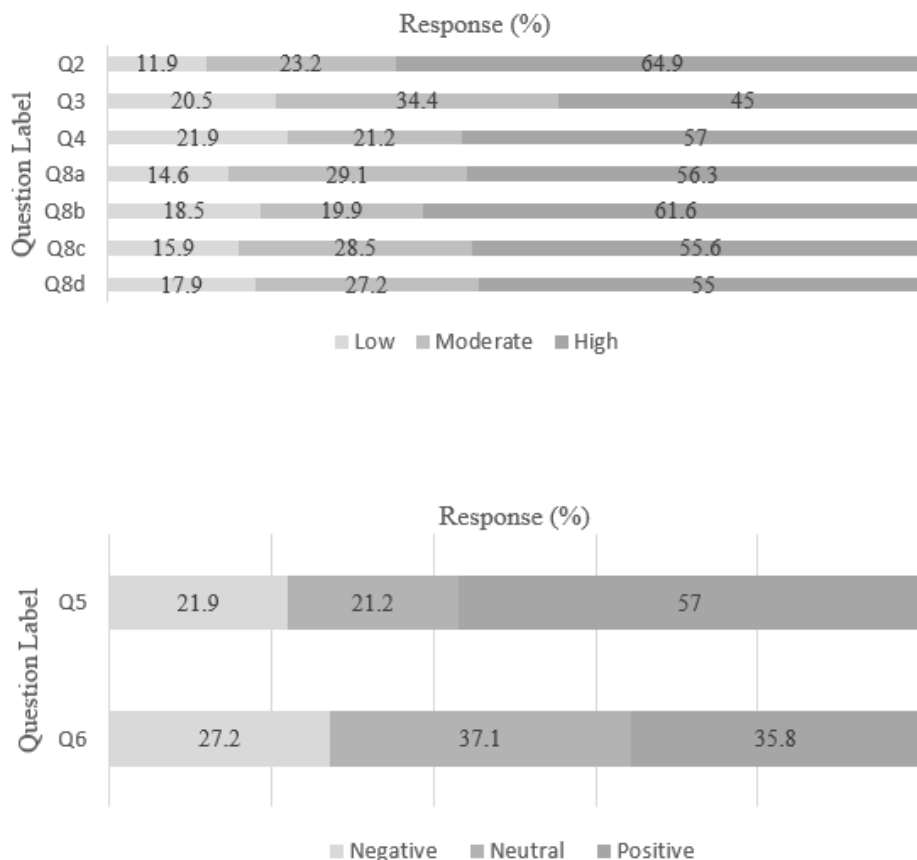 Response (%)
Question Label
Q2 11.9 23.2 64.9
Q3 20.5 34.4 45
Q4 21.9 21.2 57
Q8a 14.6 29.1 56.3
Q8b 18.5 19.9 61.6
Q8c 15.9 28.5 55.6
Q8d 17.9 27.2 55
Low Moderate High
Response (%)
Question Label
Q5 21.9 21.2 57
Q6 27.2 37.1 35.8
Negative Neutral Positive